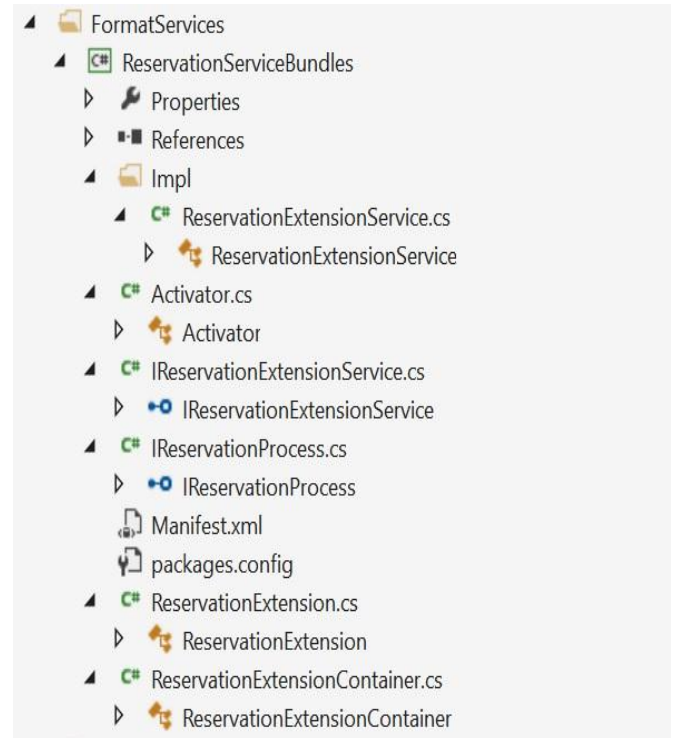 FormatServices
C# ReservationServiceBundles
Properties
References
Impl
C# ReservationExtensionService.cs
ReservationExtensionService
C# Activator.cs
Activator
C# IReservationExtensionService.cs
IReservationExtensionService
C# IReservationProcess.cs
IReservationProcess
Manifest.xml
packages.config
C# ReservationExtension.cs
ReservationExtension
C# ReservationExtensionContainer.cs
ReservationExtensionContainer